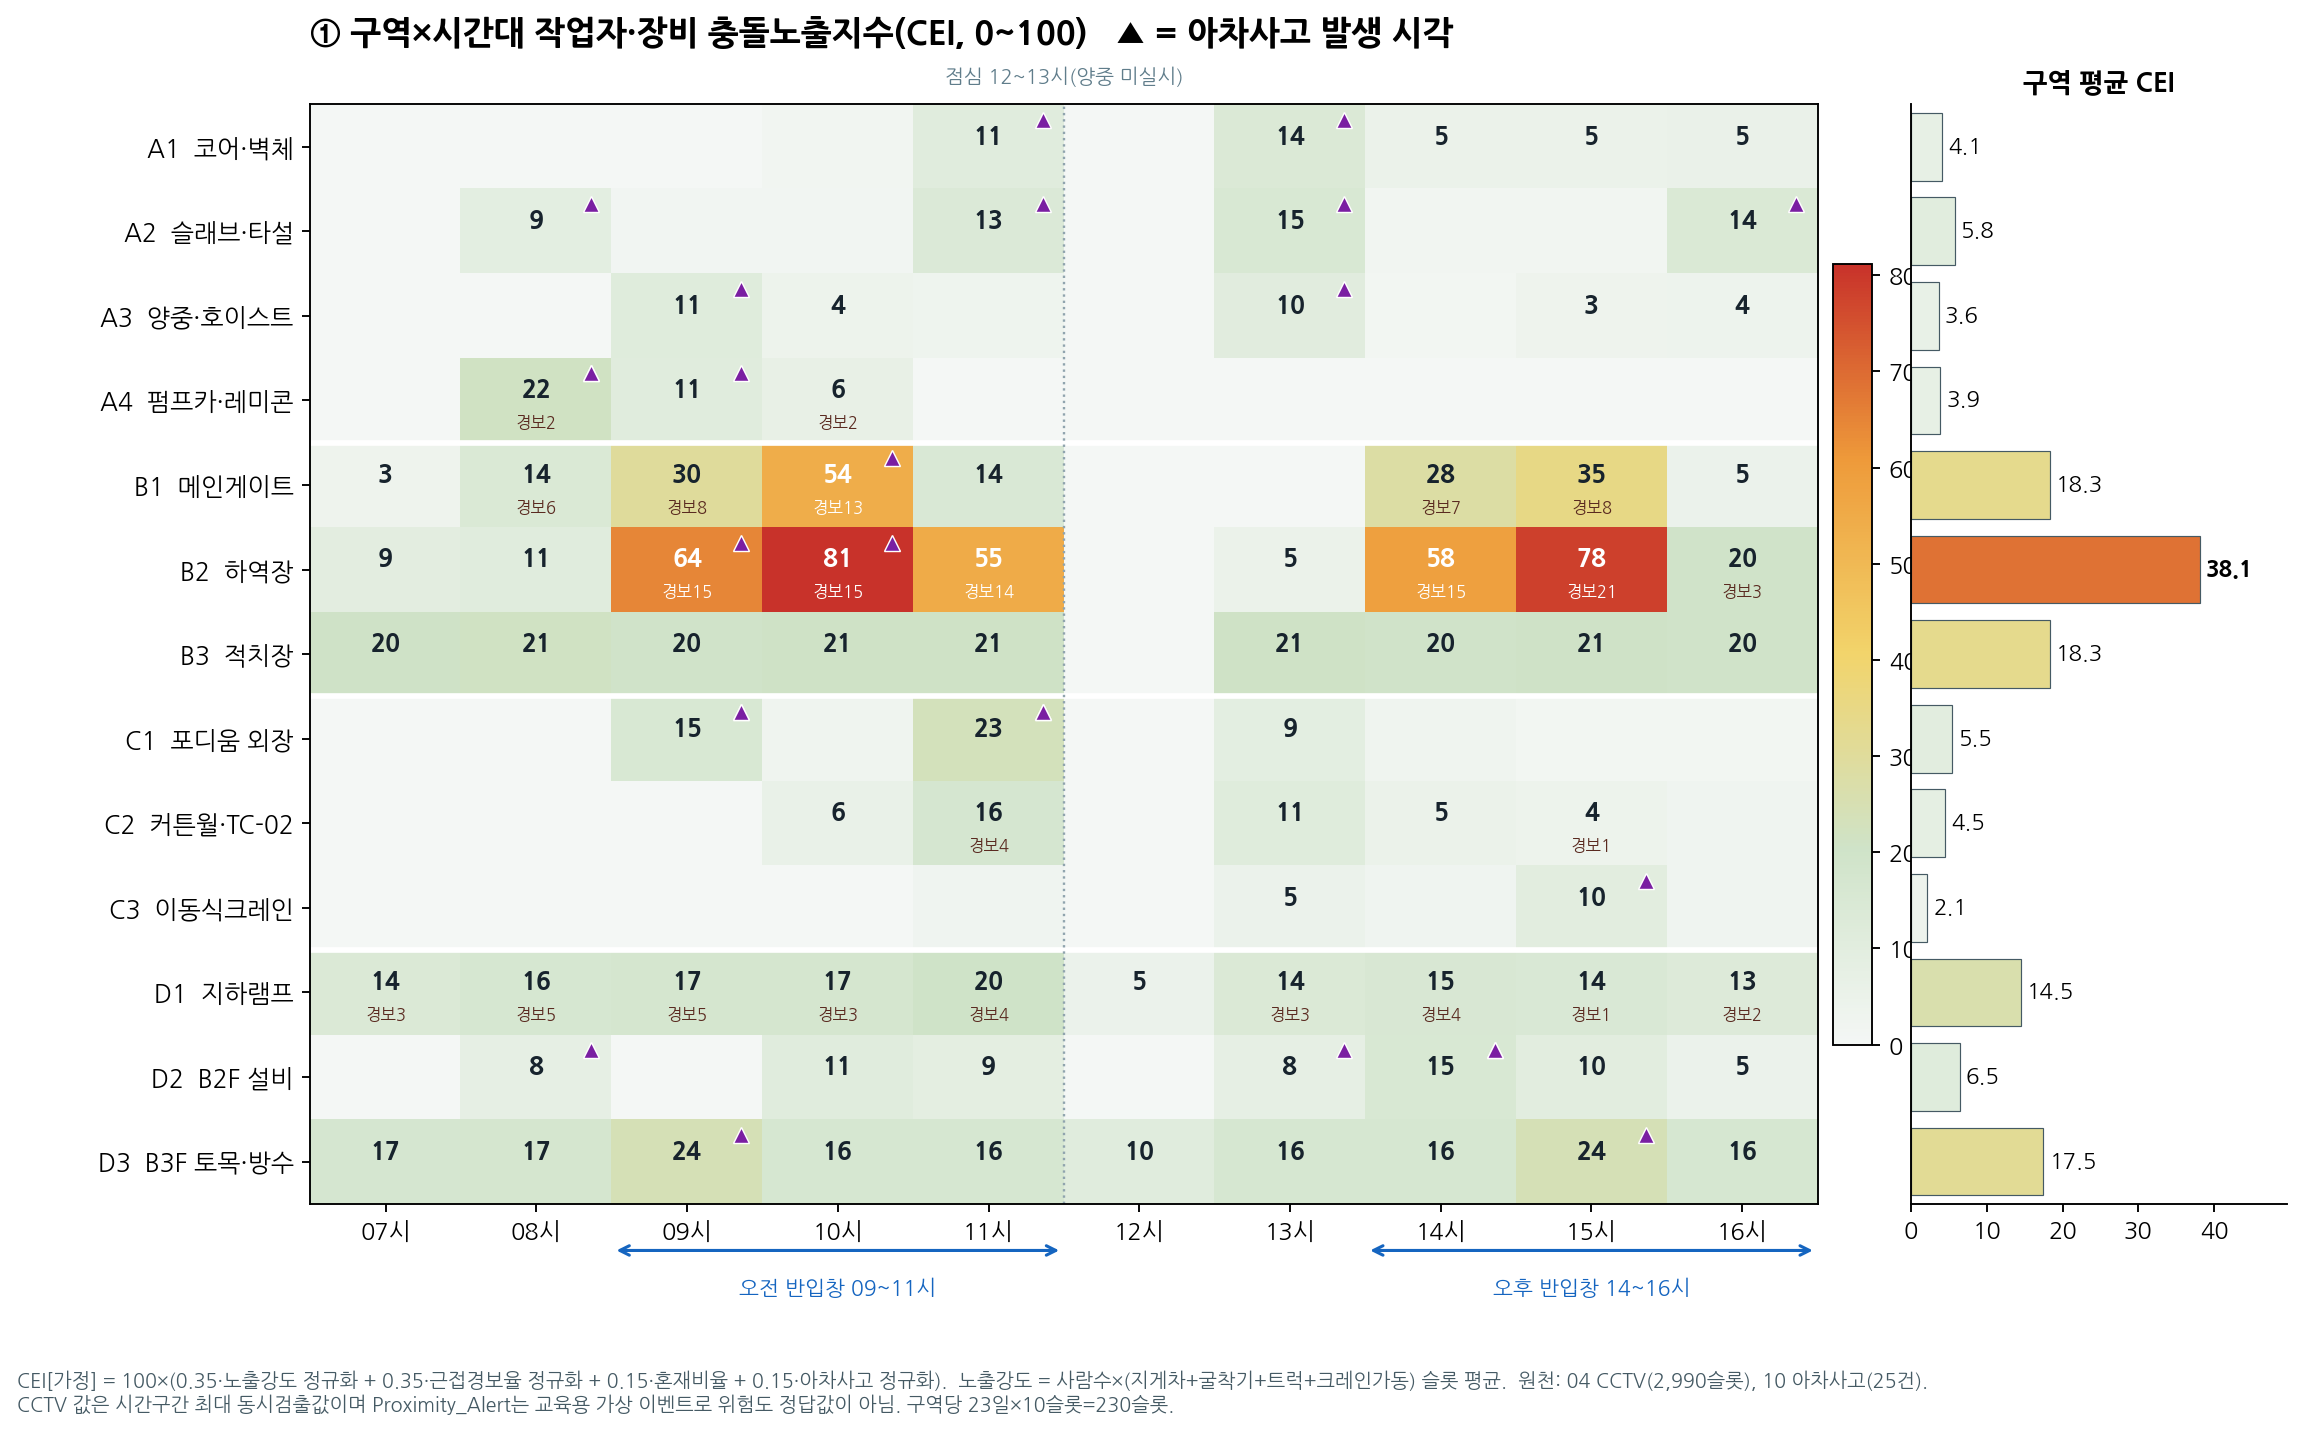 ① 구역×시간대 작업자·장비 충돌노출지수(CEI, 0~100) ▲ = 아차사고 발생 시각
점심 12~13시(양중 미실시)
구역 평균 CEI
A1 코어·벽체 11 14 5 5 5 4.1
A2 슬래브·타설 9 13 15 14 5.8
A3 양중·호이스트 11 4 10 3 4 3.6
A4 펌프카·레미콘 22 11 6 3.9
경보2 경보2
B1 메인게이트 3 14 30 54 14 28 35 5 18.3
경보6 경보8 경보13 경보7 경보8
B2 하역장 9 11 64 81 55 5 58 78 20 38.1
경보15 경보15 경보14 경보15 경보21 경보3
B3 적치장 20 21 20 21 21 21 20 21 20 18.3
C1 포디움 외장 15 23 9 5.5
C2 커튼월·TC-02 6 16 11 5 4 4.5
경보4 경보1
C3 이동식크레인 5 10 2.1
D1 지하램프 14 16 17 17 20 5 14 15 14 13 14.5
경보3 경보5 경보5 경보3 경보4 경보3 경보4 경보1 경보2
D2 B2F 설비 8 11 9 8 15 10 5 6.5
D3 B3F 토목·방수 17 17 24 16 16 10 16 16 24 16 17.5
80
70
60
50
40
30
20
10
0
07시 08시 09시 10시 11시 12시 13시 14시 15시 16시
0 10 20 30 40
오전 반입창 09~11시
오후 반입창 14~16시
CEI[가정] = 100×(0.35·노출강도 정규화 + 0.35·근접경보율 정규화 + 0.15·혼재비율 + 0.15·아차사고 정규화). 노출강도 = 사람수×(지게차+굴착기+트럭+크레인가동) 슬롯 평균. 원천: 04 CCTV(2,990슬롯), 10 아차사고(25건).
CCTV 값은 시간구간 최대 동시검출값이며 Proximity_Alert는 교육용 가상 이벤트로 위험도 정답값이 아님. 구역당 23일×10슬롯=230슬롯.